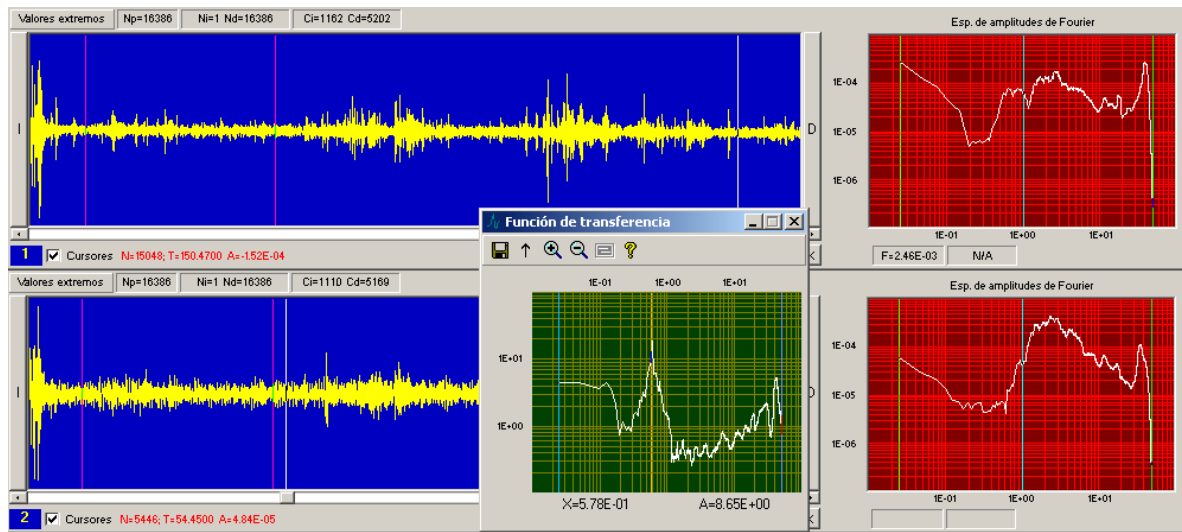 Valores extremos Np=16386 Ni=1 Nd=16386 Ci=1162 Cd=5202
I
D
1 Cursores N=15048; T=150.4700 A=-1.52E-04
Esp. de amplitudes de Fourier
1E-04
1E-05
1E-06
1E-01 1E+00 1E+01
F=2.46E-03 N/A
Valores extremos Np=16386 Ni=1 Nd=16386 Ci=1110 Cd=5169
I
D
2 Cursores N=5446; T=54.4500 A=4.84E-05
Función de transferencia
1E-01 1E+00 1E+01
1E+01
1E+00
X=5.78E-01 A=8.65E+00
Esp. de amplitudes de Fourier
1E-04
1E-05
1E-06
1E-01 1E+00 1E+01